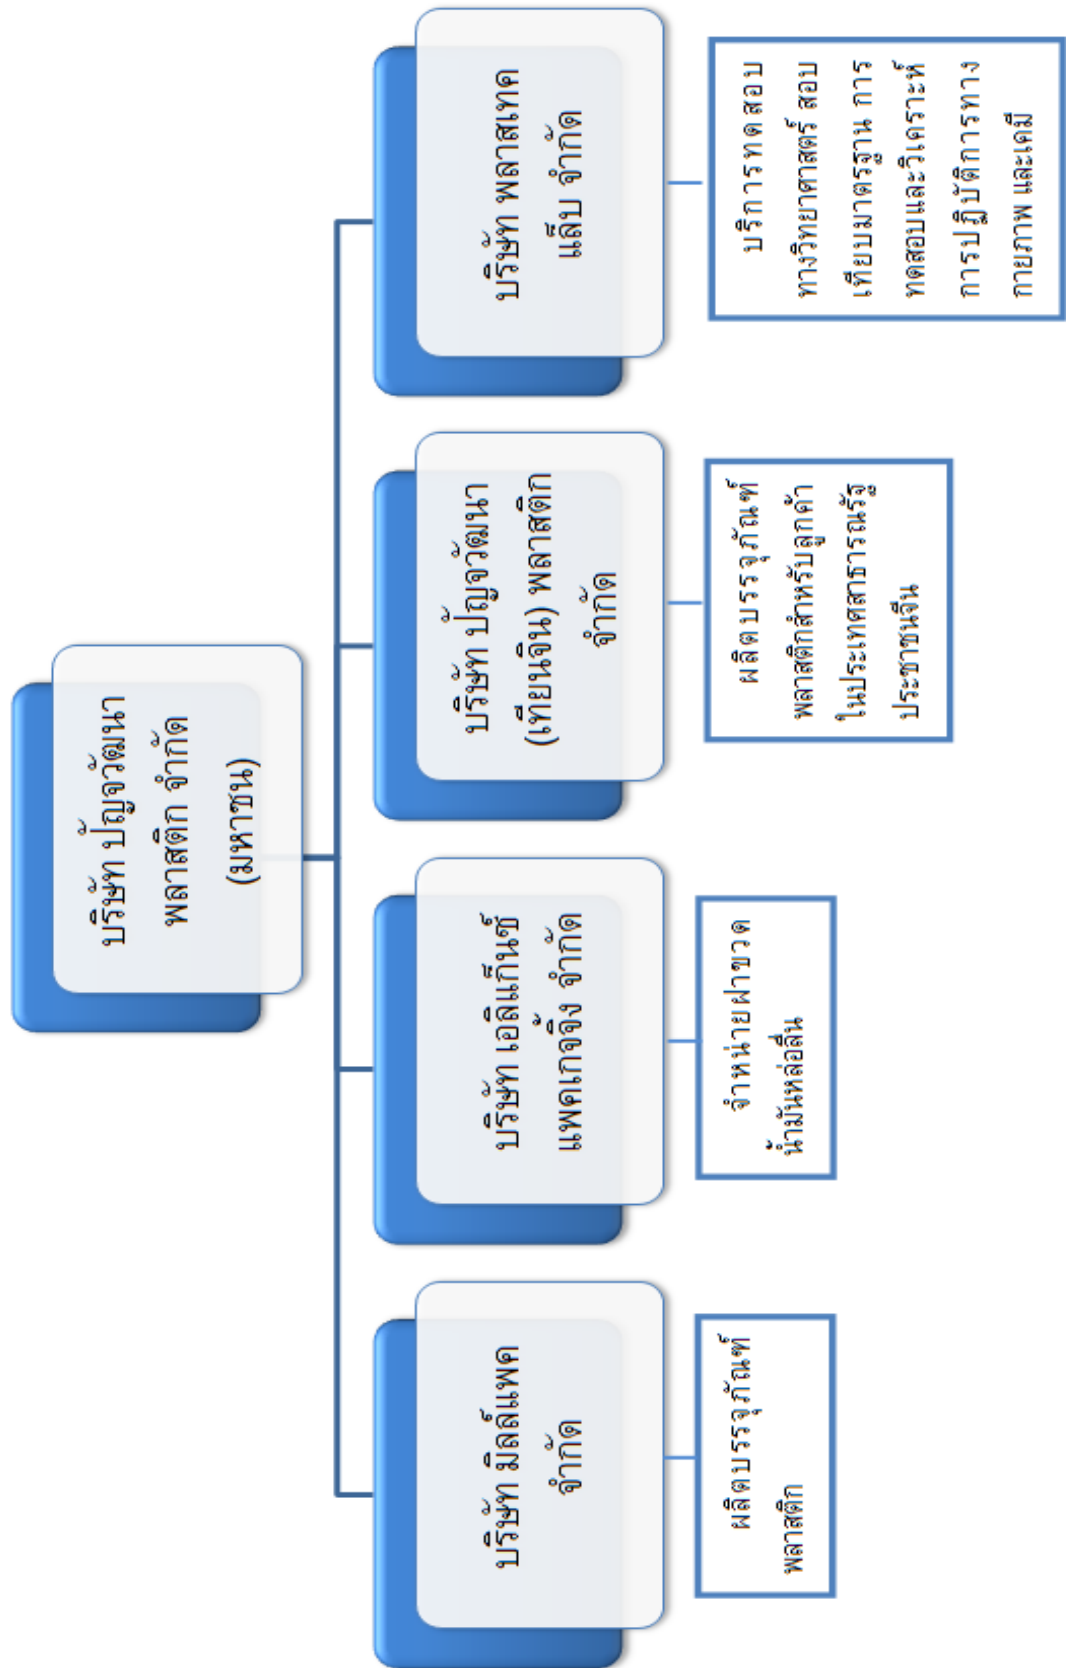 บริษัท ปัญจวัฒนา
พลาสติก จำกัด
(มหาชน)
บริษัท มิลล์แพค
จำกัด
ผลิตบรรจุภัณฑ์
พลาสติก
บริษัท เอลิแก็นซ์
แพคเกจจิ้ง จำกัด
จำหน่ายฝาขวด
น้ำมันหล่อลื่น
บริษัท ปัญจวัฒนา
(เทียนจิน) พลาสติก
จำกัด
ผลิตบรรจุภัณฑ์
พลาสติกสำหรับลูกค้า
ในประเทศสาธารณรัฐ
ประชาชนจีน
บริษัท พลาสเทค
แล็บ จำกัด
บริการทดสอบ
ทางวิทยาศาสตร์ สอบ
เทียบมาตรฐาน การ
ทดสอบและวิเคราะห์
การปฏิบัติการทาง
กายภาพ และเคมี